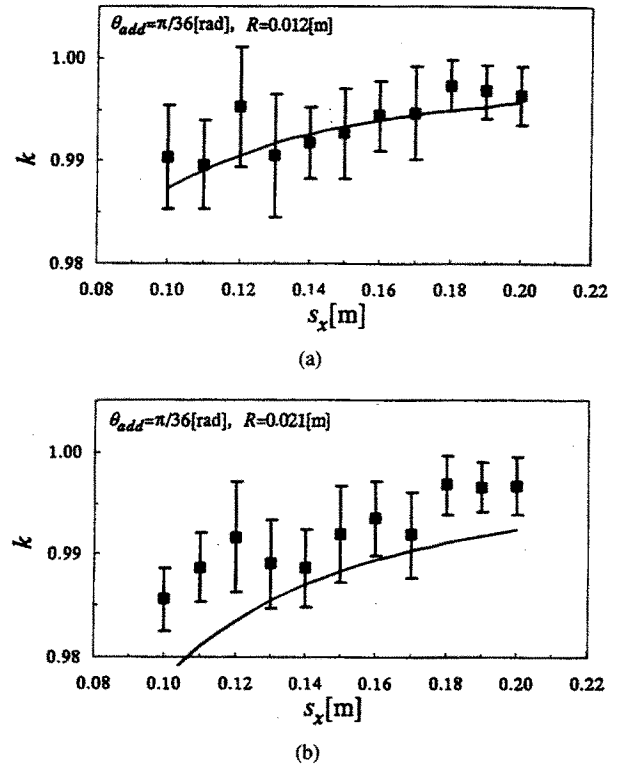 θadd=π/36[rad], R=0.012[m]
1.00
0.99
0.98
k
0.08 0.10 0.12 0.14 0.16 0.18 0.20 0.22
sx[m]
(a)
θadd=π/36[rad], R=0.021[m]
1.00
0.99
0.98
k
0.08 0.10 0.12 0.14 0.16 0.18 0.20 0.22
sx[m]
(b)